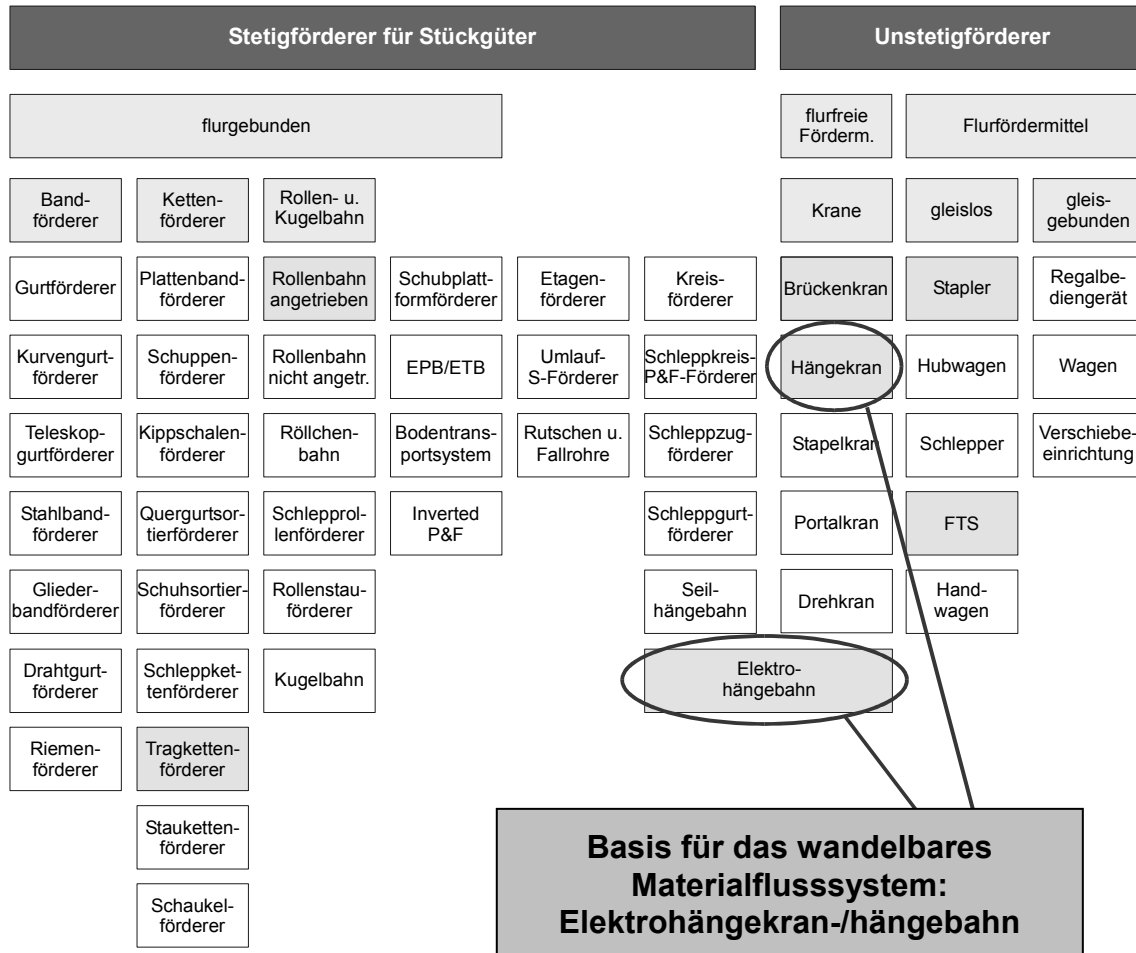 Stetigförderer für Stückgüter
Unstetigförderer
flurgebunden
flurfreie
Förderm.
Flurfördermittel
Band-
förderer
Ketten-
förderer
Rollen- u.
Kugelbahn
Krane
gleislos
gleis-
gebunden
Gurtförderer
Plattenband-
förderer
Rollenbahn
angetrieben
Schubplatt-
formförderer
Etagen-
förderer
Kreis-
förderer
Brückenkran
Stapler
Regalbe-
diengerät
Kurvengurt-
förderer
Schuppen-
förderer
Rollenbahn
nicht angetr.
EPB/ETB
Umlauf-
S-Förderer
Schleppkreis-
P&F-Förderer
Hängekran
Hubwagen
Wagen
Teleskop-
gurtförderer
Kippschalen-
förderer
Röllchen-
bahn
Bodentrans-
portsystem
Rutschen u.
Fallrohre
Schleppzug-
förderer
Stapelkran
Schlepper
Verschiebe-
einrichtung
Stahlband-
förderer
Quergurtsor-
tierförderer
Schlepprol-
lenförderer
Inverted
P&F
Schleppgurt-
förderer
Portalkran
FTS
Glieder-
bandförderer
Schuhsortier-
förderer
Rollenstau-
förderer
Seil-
hängebahn
Drehkran
Hand-
wagen
Drahtgurt-
förderer
Schleppket-
tenförderer
Kugelbahn
Elektro-
hängebahn
Riemen-
förderer
Tragketten-
förderer
Stauketten-
förderer
Schaukel-
förderer
Basis für das wandelbares
Materialflusssystem:
Elektrohängekran-/hängebahn